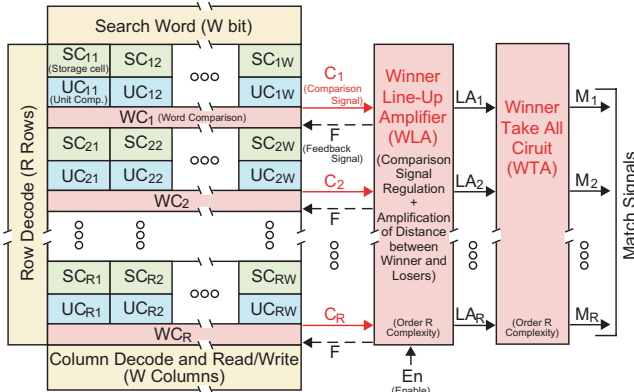 Search Word (W bit)
Row Decode (R Rows)
SC11
(Storage cell)
SC12
SC1W
UC11
(Unit Comp.)
UC12
UC1W
WC1 (Word Comparison)
SC21
SC22
SC2W
UC21
UC22
UC2W
WC2
SCR1
SCR2
SCRW
UCR1
UCR2
UCRW
WCR
Column Decode and Read/Write
(W Columns)
C1
(Comparison
Signal)
F
(Feedback
Signal)
C2
F
CR
F
Winner
Line-Up
Amplifier
(WLA)
(Comparison
Signal
Regulation
+
Amplification
of Distance
between
Winner and
Losers)
(Order R
Complexity)
En
(Enable)
LA1
LA2
LAR
Winner
Take All
Ciruit
(WTA)
(Order R
Complexity)
M1
M2
MR
Match Signals